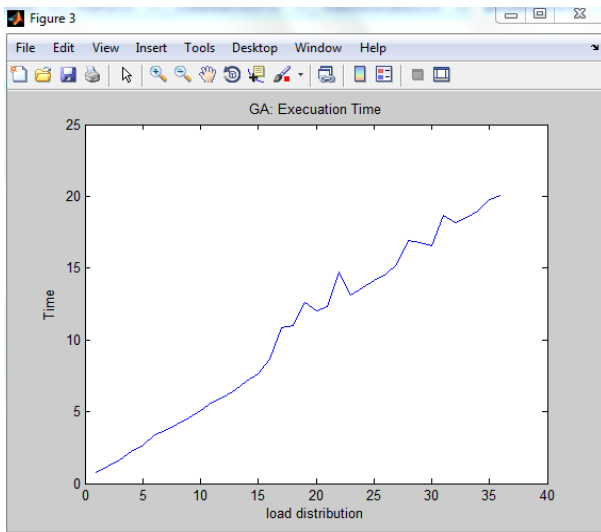 Figure 3
File Edit View Insert Tools Desktop Window Help
GA: Execuation Time
25
20
15
10
5
0
Time
0 5 10 15 20 25 30 35 40
load distribution